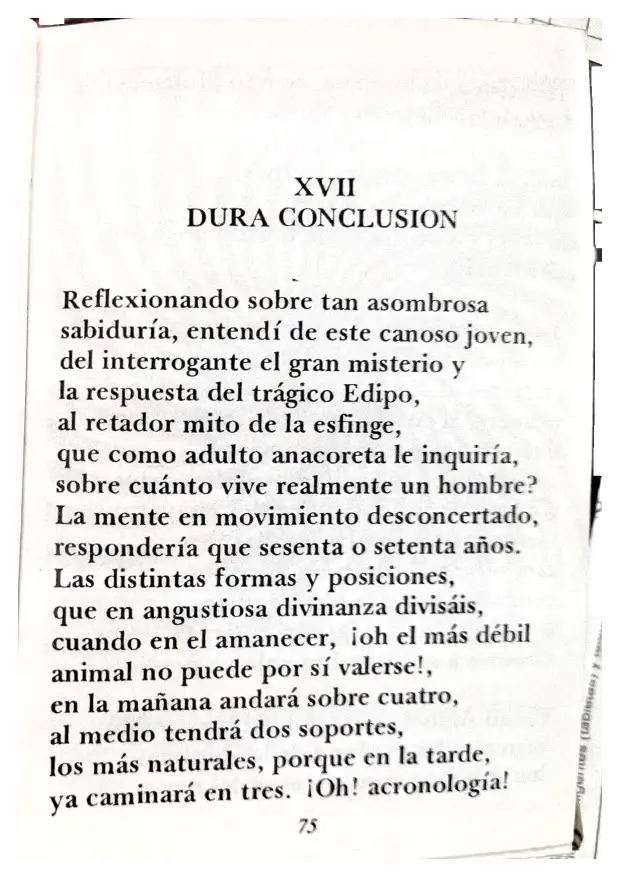 XVII
DURA CONCLUSION
Reflexionando sobre tan asombrosa
sabiduría, entendí de este canoso joven,
del interrogante el gran misterio y
la respuesta del trágico Edipo,
al retador mito de la esfinge,
que como adulto anacoreta le inquiría,
sobre cuánto vive realmente un hombre?
La mente en movimiento desconcertado,
respondería que sesenta o setenta años.
Las distintas formas y posiciones,
que en angustiosa divinanza divisáis,
cuando en el amanecer, ¡oh el más débil
animal no puede por sí valerse!,
en la mañana andará sobre cuatro,
al medio tendrá dos soportes,
los más naturales, porque en la tarde,
ya caminará en tres. ¡Oh! acronología!
75